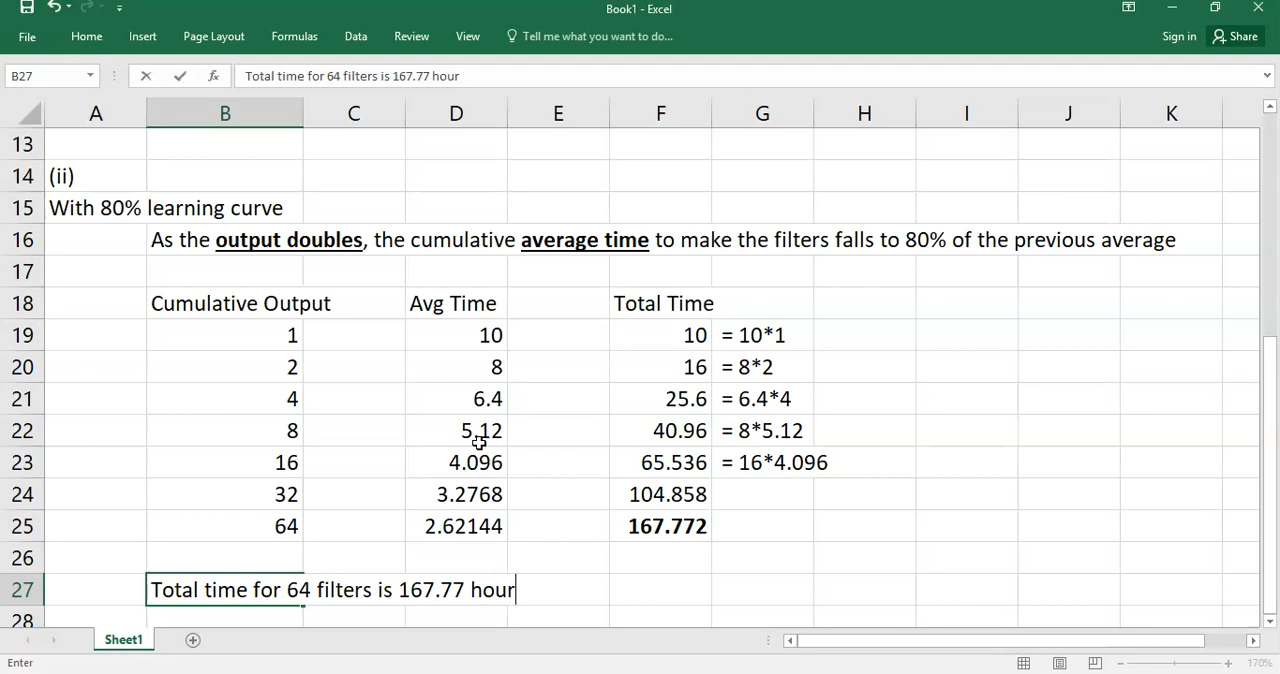 Book1 - Excel
File Home Insert Page Layout Formulas Data Review View Tell me what you want to do... Sign in Share
B27 fx Total time for 64 filters is 167.77 hour
A B C D E F G H I J K
13
14 (ii)
15 With 80% learning curve
16 As the output doubles, the cumulative average time to make the filters falls to 80% of the previous average
17
18 Cumulative Output Avg Time Total Time
19 1 10 10 = 10*1
20 2 8 16 = 8*2
21 4 6.4 25.6 = 6.4*4
22 8 5.12 40.96 = 8*5.12
23 16 4.096 65.536 = 16*4.096
24 32 3.2768 104.858
25 64 2.62144 167.772
26
27 Total time for 64 filters is 167.77 hour
28
Sheet1
Enter 170%